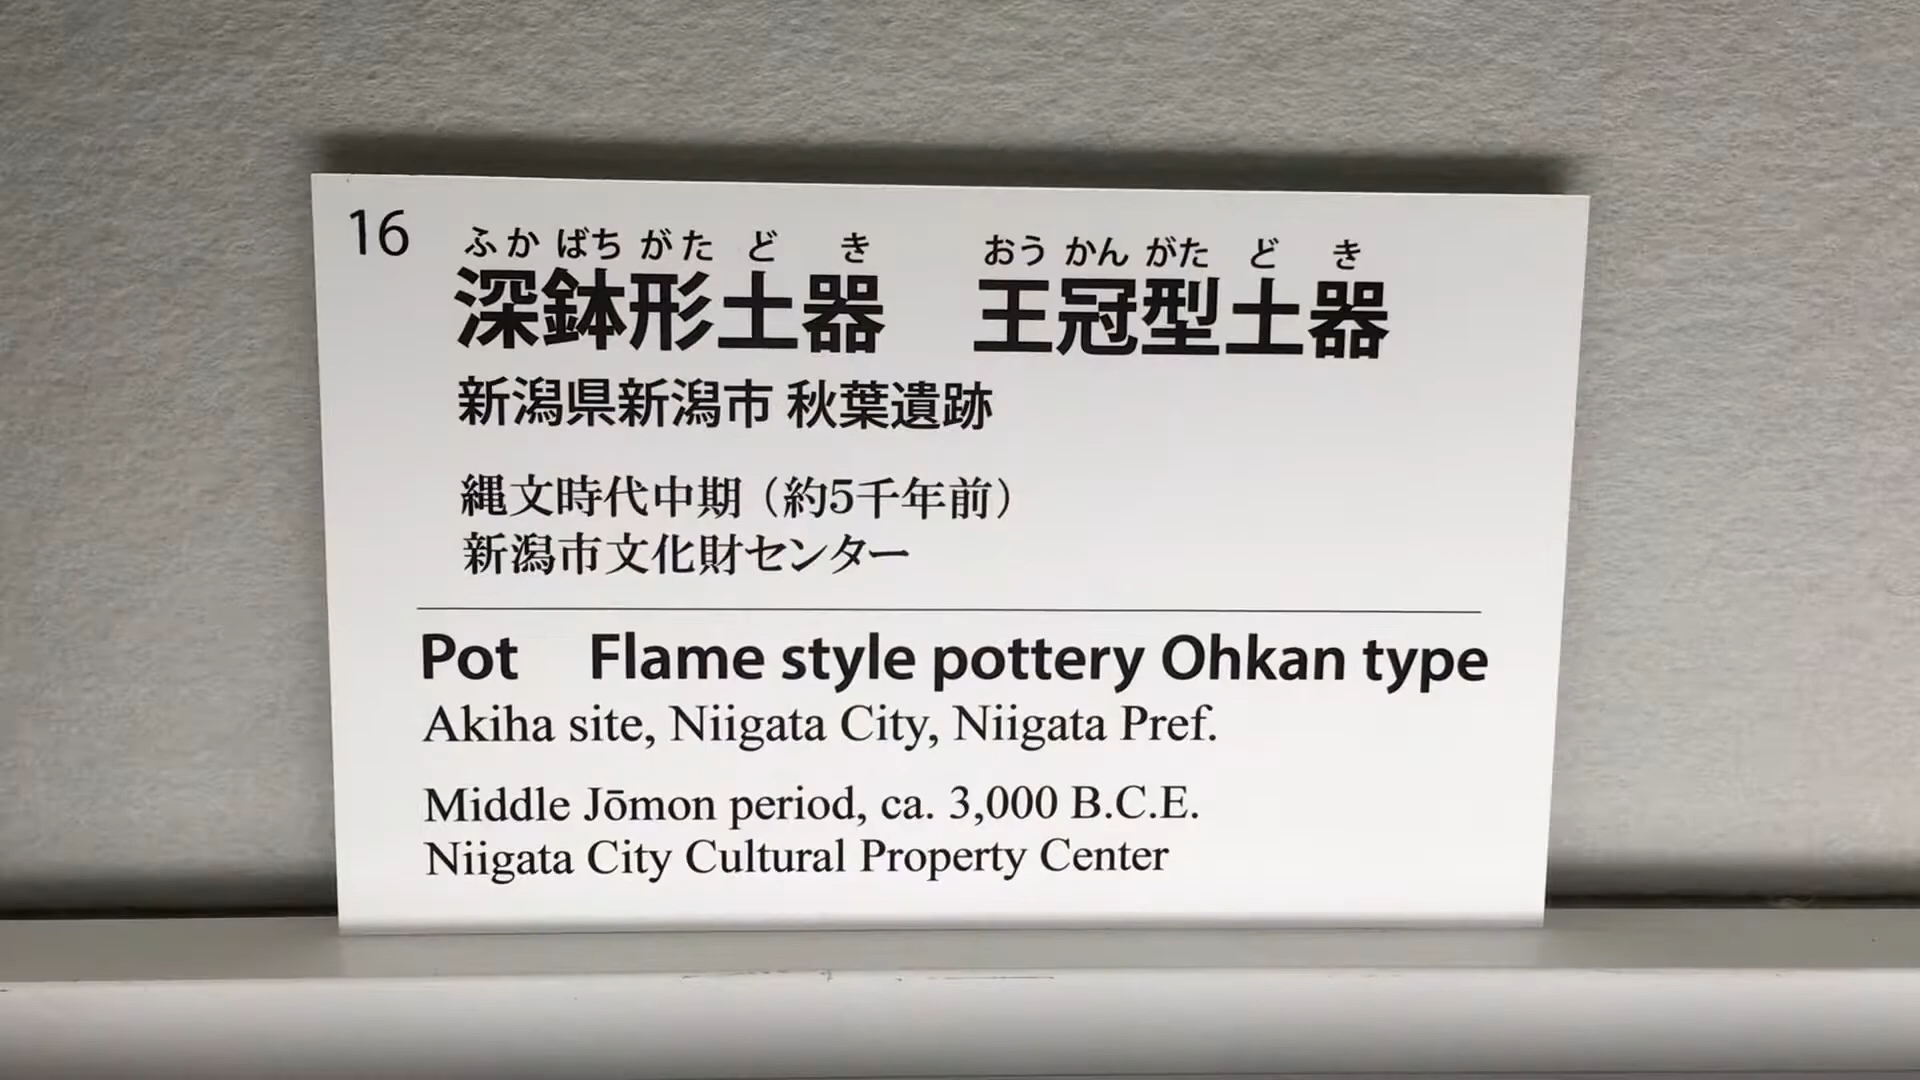 16
ふかばちがたどき おうかんがたどき
深鉢形土器 王冠型土器
新潟県新潟市 秋葉遺跡
縄文時代中期（約5千年前）
新潟市文化財センター
Pot Flame style pottery Ohkan type
Akiha site, Niigata City, Niigata Pref.
Middle Jōmon period, ca. 3,000 B.C.E.
Niigata City Cultural Property Center